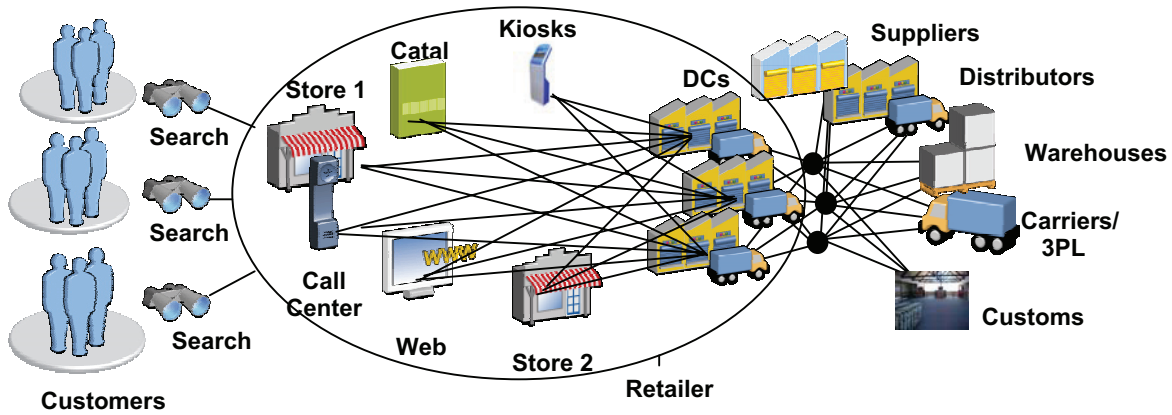 Kiosks
Suppliers
Catal
DCs
Distributors
Store 1
Search
Warehouses
Search
Carriers/
3PL
WWW
Call
Center
Customs
Search
Web
Store 2
Retailer
Customers